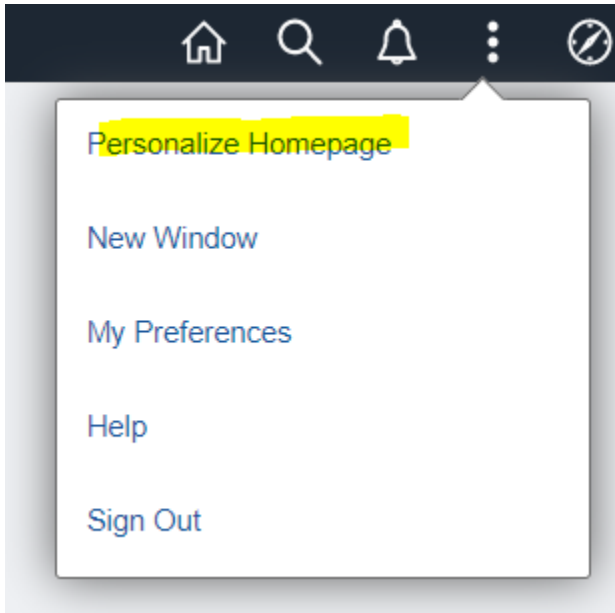 Personalize Homepage
New Window
My Preferences
Help
Sign Out